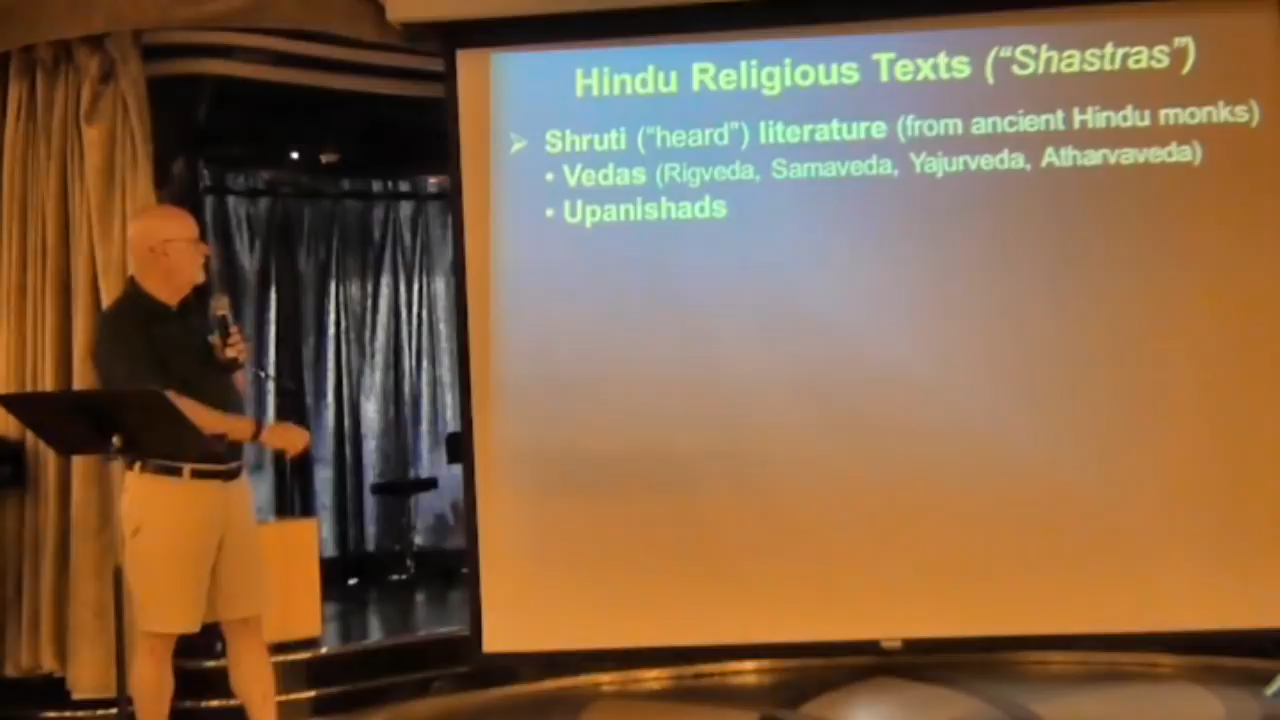 Hindu Religious Texts (“Shastras”)
➢ Shruti (“heard”) literature (from ancient Hindu monks)
• Vedas (Rigveda, Samaveda, Yajurveda, Atharvaveda)
• Upanishads